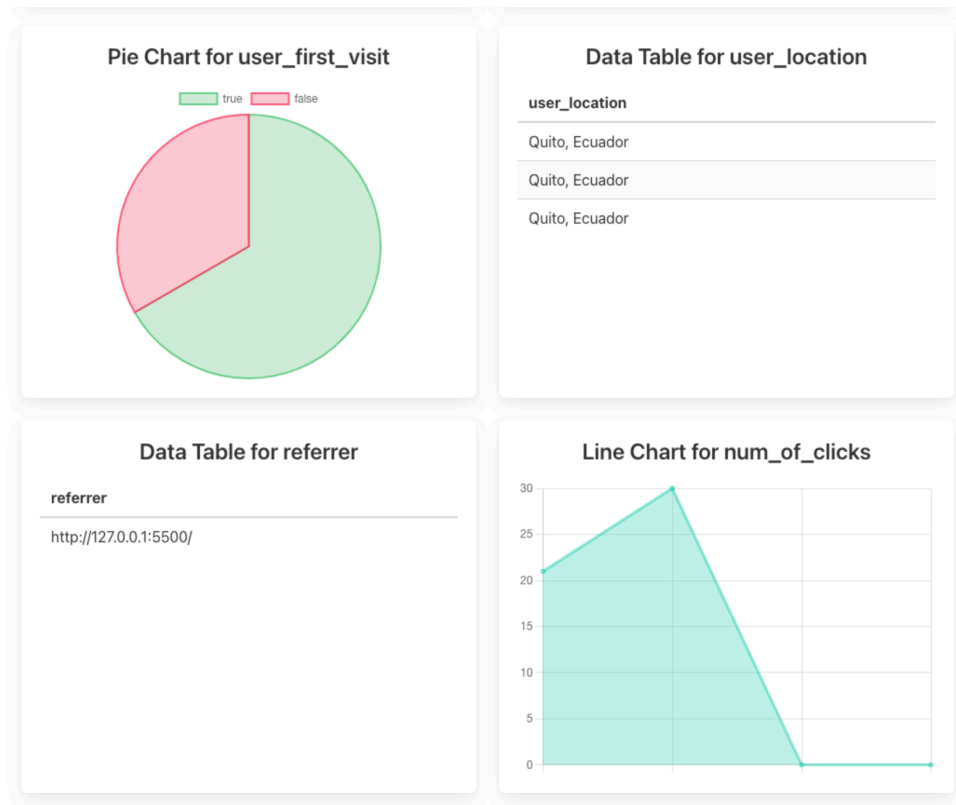 Pie Chart for user_first_visit
true false
Data Table for user_location
user_location
Quito, Ecuador
Quito, Ecuador
Quito, Ecuador
Data Table for referrer
referrer
http://127.0.0.1:5500/
Line Chart for num_of_clicks
30
25
20
15
10
5
0